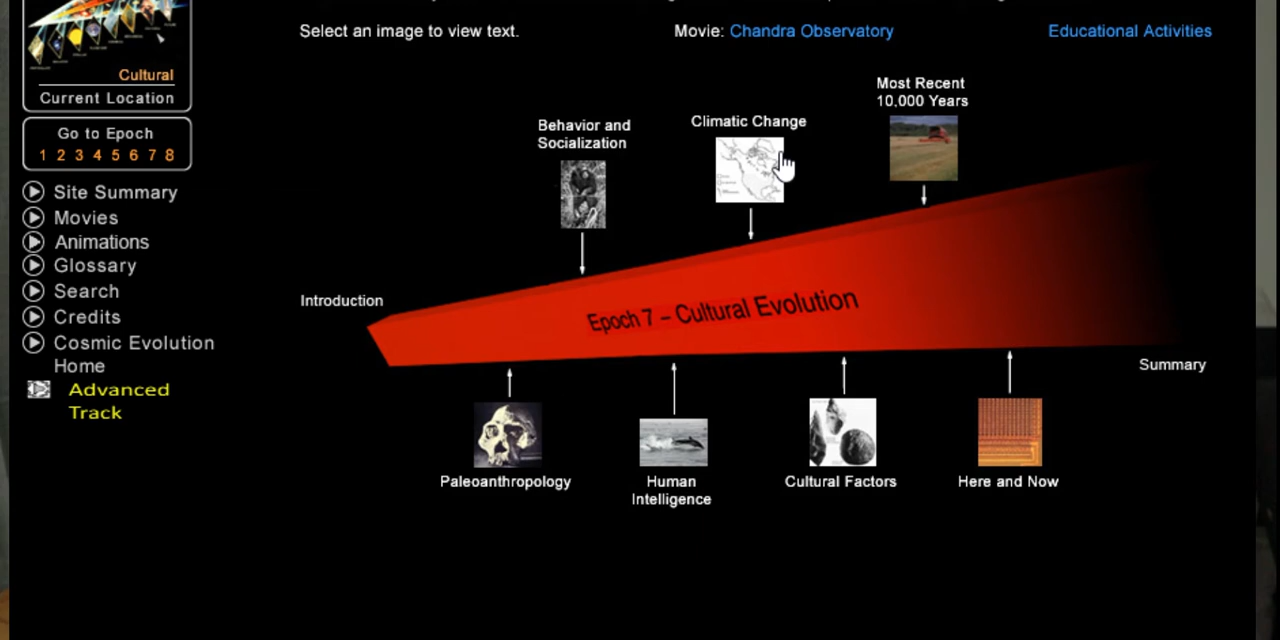 Select an image to view text.
Movie: Chandra Observatory
Educational Activities
Cultural
Current Location
Go to Epoch
1 2 3 4 5 6 7 8
Site Summary
Movies
Animations
Glossary
Search
Credits
Cosmic Evolution
Home
Advanced
Track
Most Recent
10,000 Years
Climatic Change
Behavior and
Socialization
Introduction
Epoch 7 – Cultural Evolution
Summary
Paleoanthropology
Human
Intelligence
Cultural Factors
Here and Now